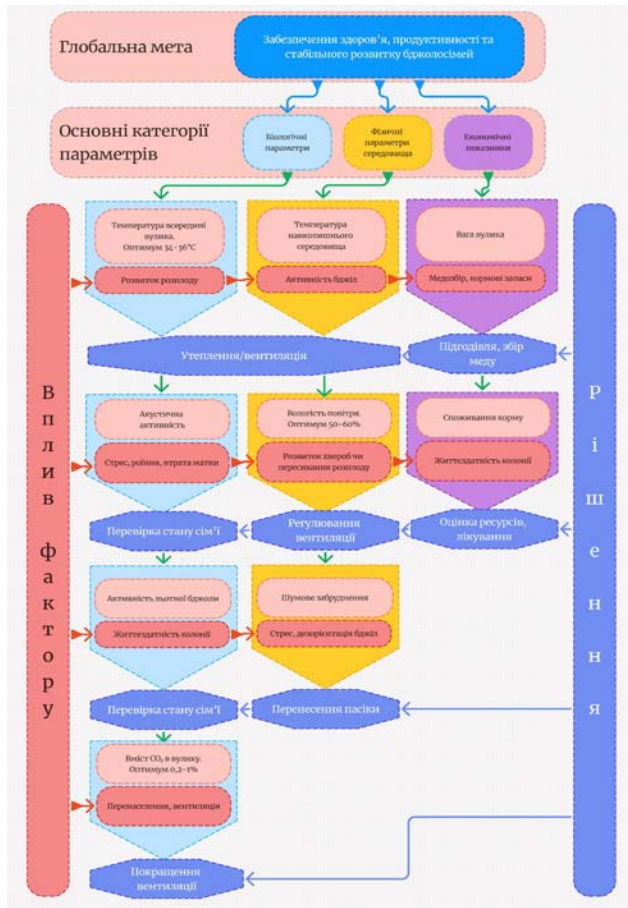 Глобальна мета
Забезпечення здоров'я, продуктивності та
стабільного розвитку бджолосімей
Основні категорії
параметрів
Біологічні
параметри
Фізичні
параметри
середовища
Економічні
показники
Вплив фактору
Рішення
Температура всередині
вулика.
Оптимум 34-36°C
Розвиток розплоду
Температура
навколишнього
середовища
Активність бджіл
Вага вулика
Медозбір, кормові запаси
Утеплення/вентиляція
Підгодівля, збір
меду
Акустична
активність
Стрес, роїння, втрата матки
Вологість повітря.
Оптимум 50-60%
Розвиток хвороб чи
пересихання розплоду
Споживання корму
Життєздатність колонії
Перевірка стану сім'ї
Регулювання
вентиляції
Оцінка ресурсів,
лікування
Активність льотної бджоли
Життєздатність колонії
Шумове забруднення
Стрес, дезорієнтація бджіл
Перевірка стану сім'ї
Перенесення пасіки
Вміст CO₂ в вулику.
Оптимум 0,2-1%
Перенаселення, вентиляція
Покращення
вентиляції